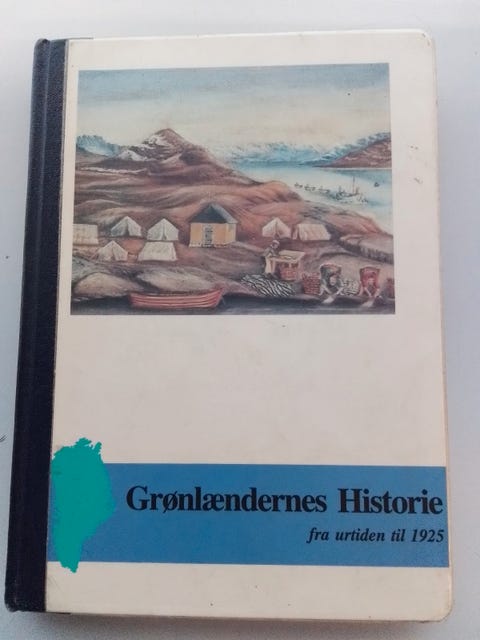 Grønlændernes Historie
fra urtiden til 1925